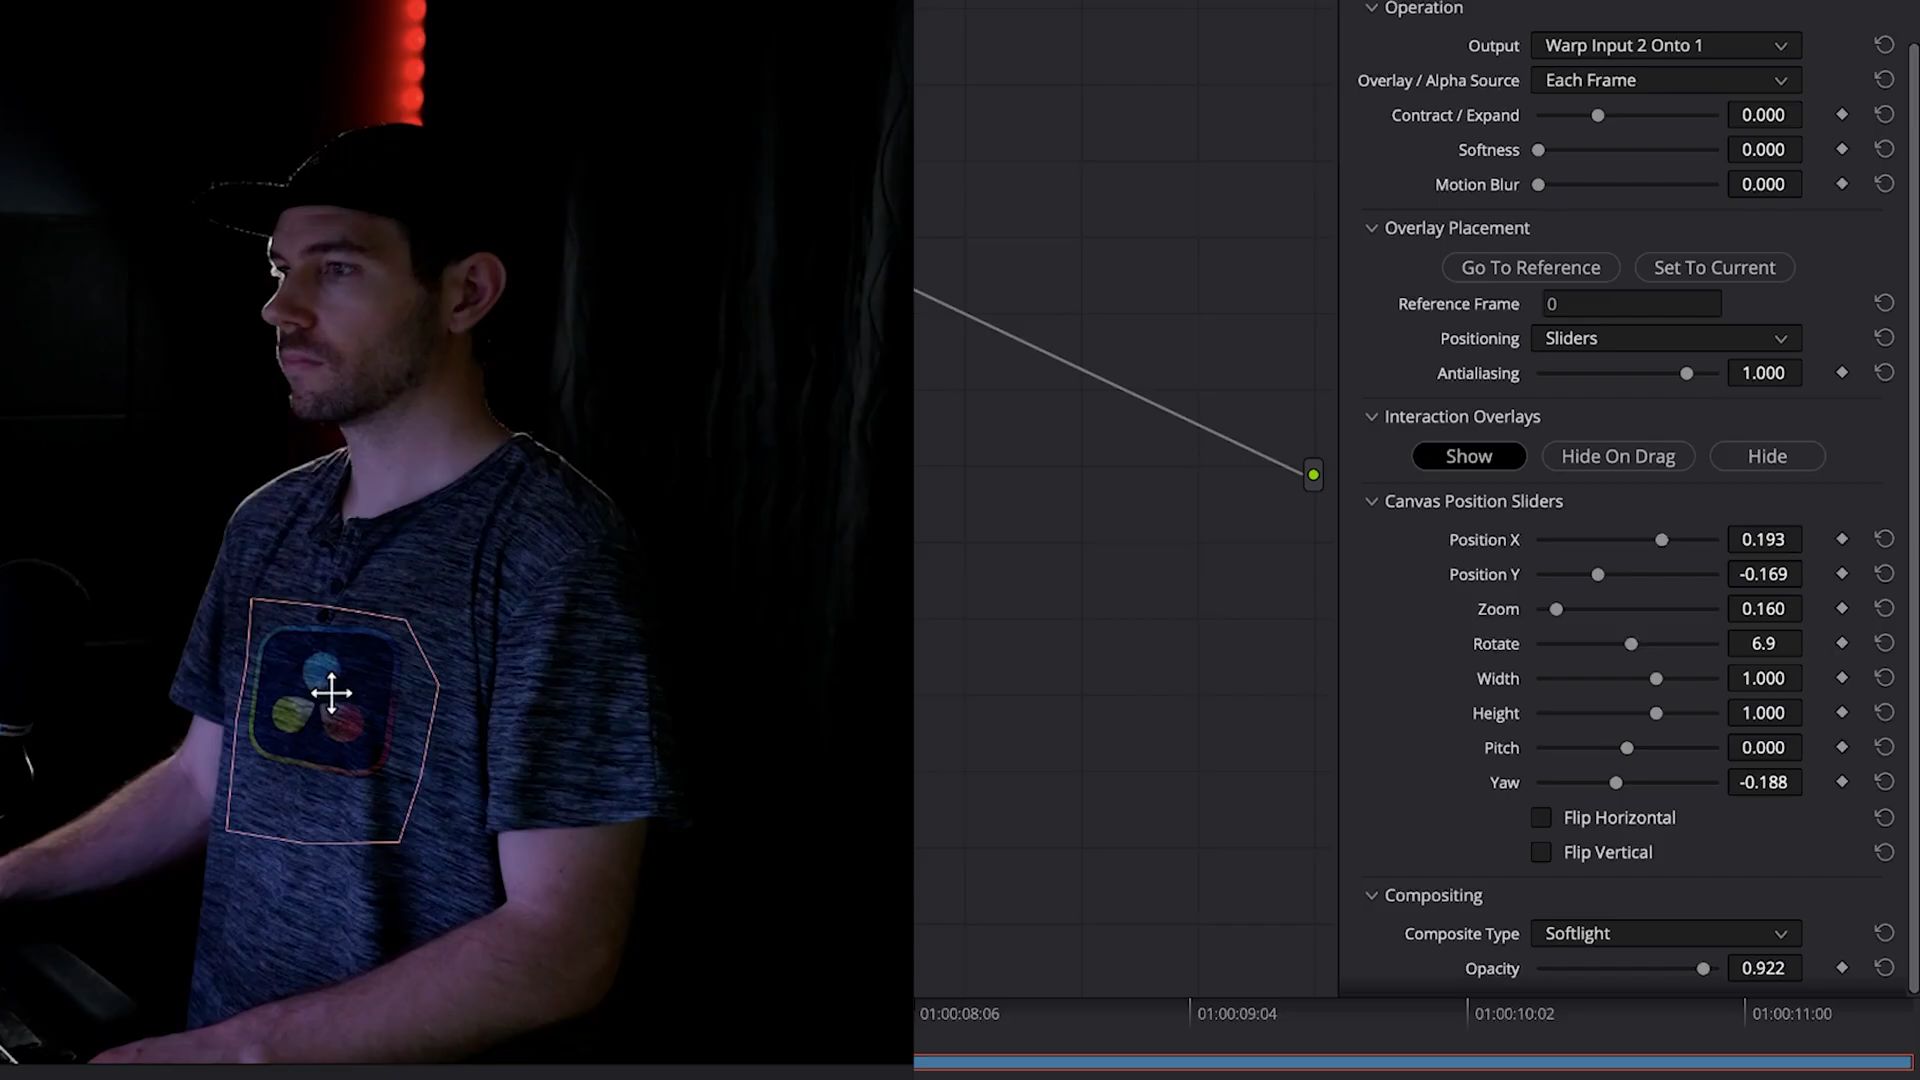 Operation
Output Warp Input 2 Onto 1
Overlay / Alpha Source Each Frame
Contract / Expand 0.000
Softness 0.000
Motion Blur 0.000
Overlay Placement
Go To Reference Set To Current
Reference Frame 0
Positioning Sliders
Antialiasing 1.000
Interaction Overlays
Show Hide On Drag Hide
Canvas Position Sliders
Position X 0.193
Position Y -0.169
Zoom 0.160
Rotate 6.9
Width 1.000
Height 1.000
Pitch 0.000
Yaw -0.188
Flip Horizontal
Flip Vertical
Compositing
Composite Type Softlight
Opacity 0.922
01:00:08:06 01:00:09:04 01:00:10:02 01:00:11:00